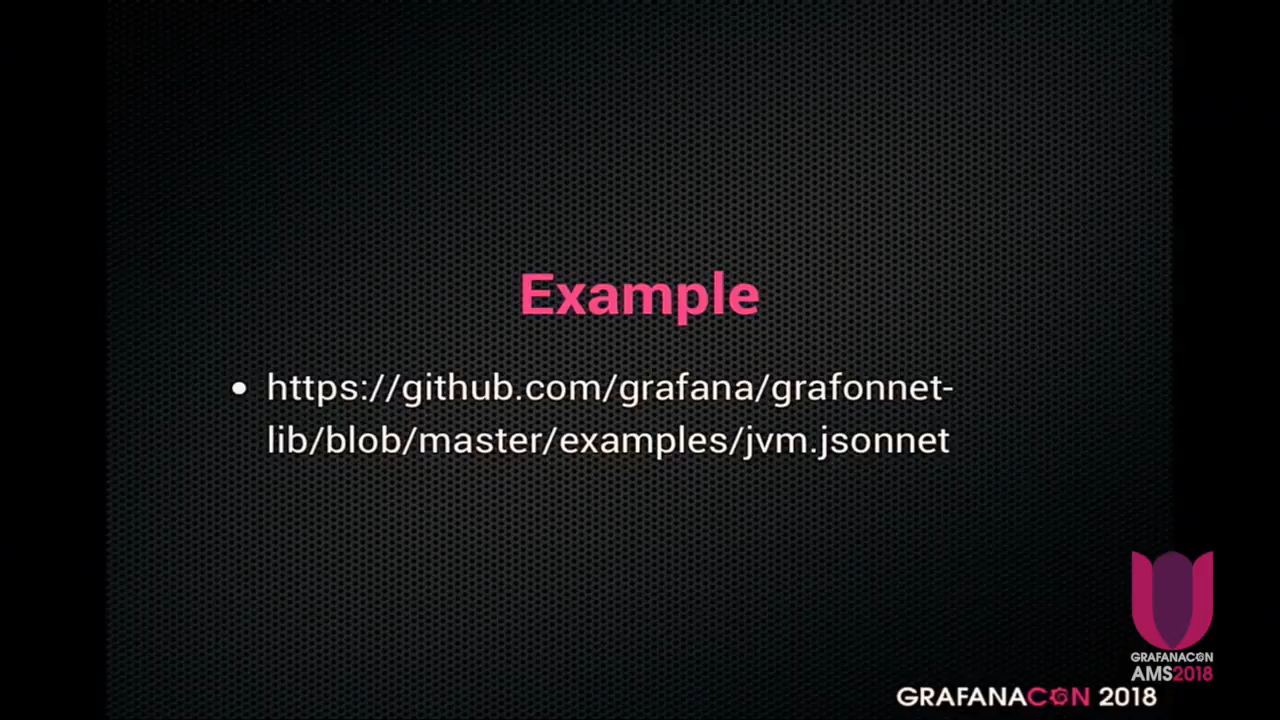 Example
https://github.com/grafana/grafonnet-
lib/blob/master/examples/jvm.jsonnet
GRAFANACON
AMS2018
GRAFANACON 2018